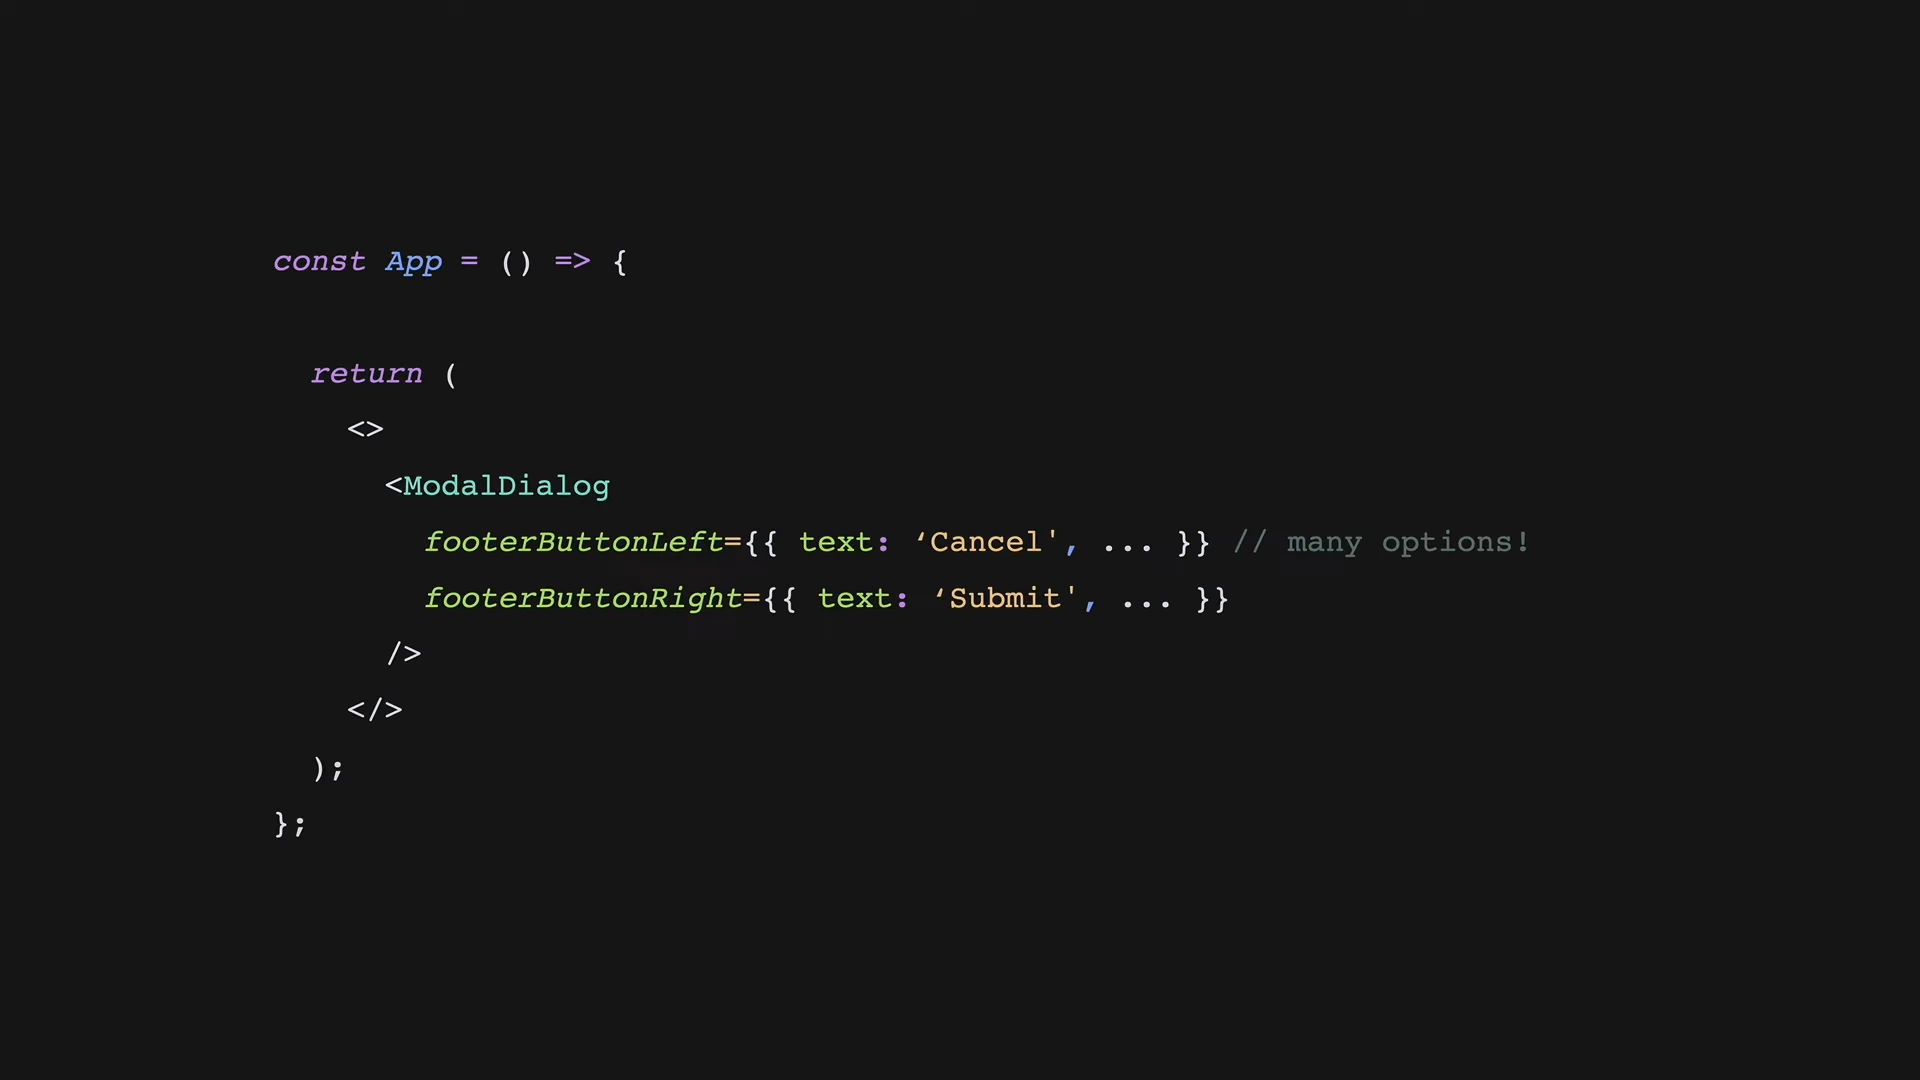 const App = () => {
return (
<>
<ModalDialog
footerButtonLeft={{ text: ‘Cancel', ... }} // many options!
footerButtonRight={{ text: ‘Submit', ... }}
/>
</>
);
};